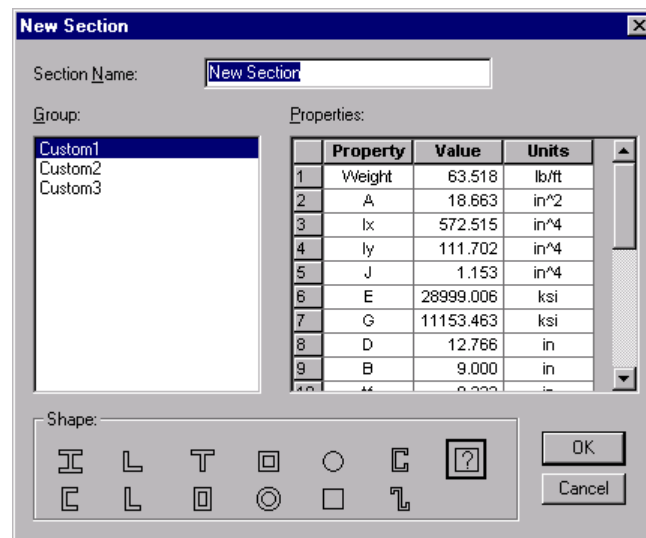 New Section
Section Name: New Section
Group: Properties:
Custom1
Custom2
Custom3
Property Value Units
1 Weight 63.518 lb/ft
2 A 18.663 in^2
3 Ix 572.515 in^4
4 Iy 111.702 in^4
5 J 1.153 in^4
6 E 28999.006 ksi
7 G 11153.463 ksi
8 D 12.766 in
9 B 9.000 in
Shape:
?
OK
Cancel